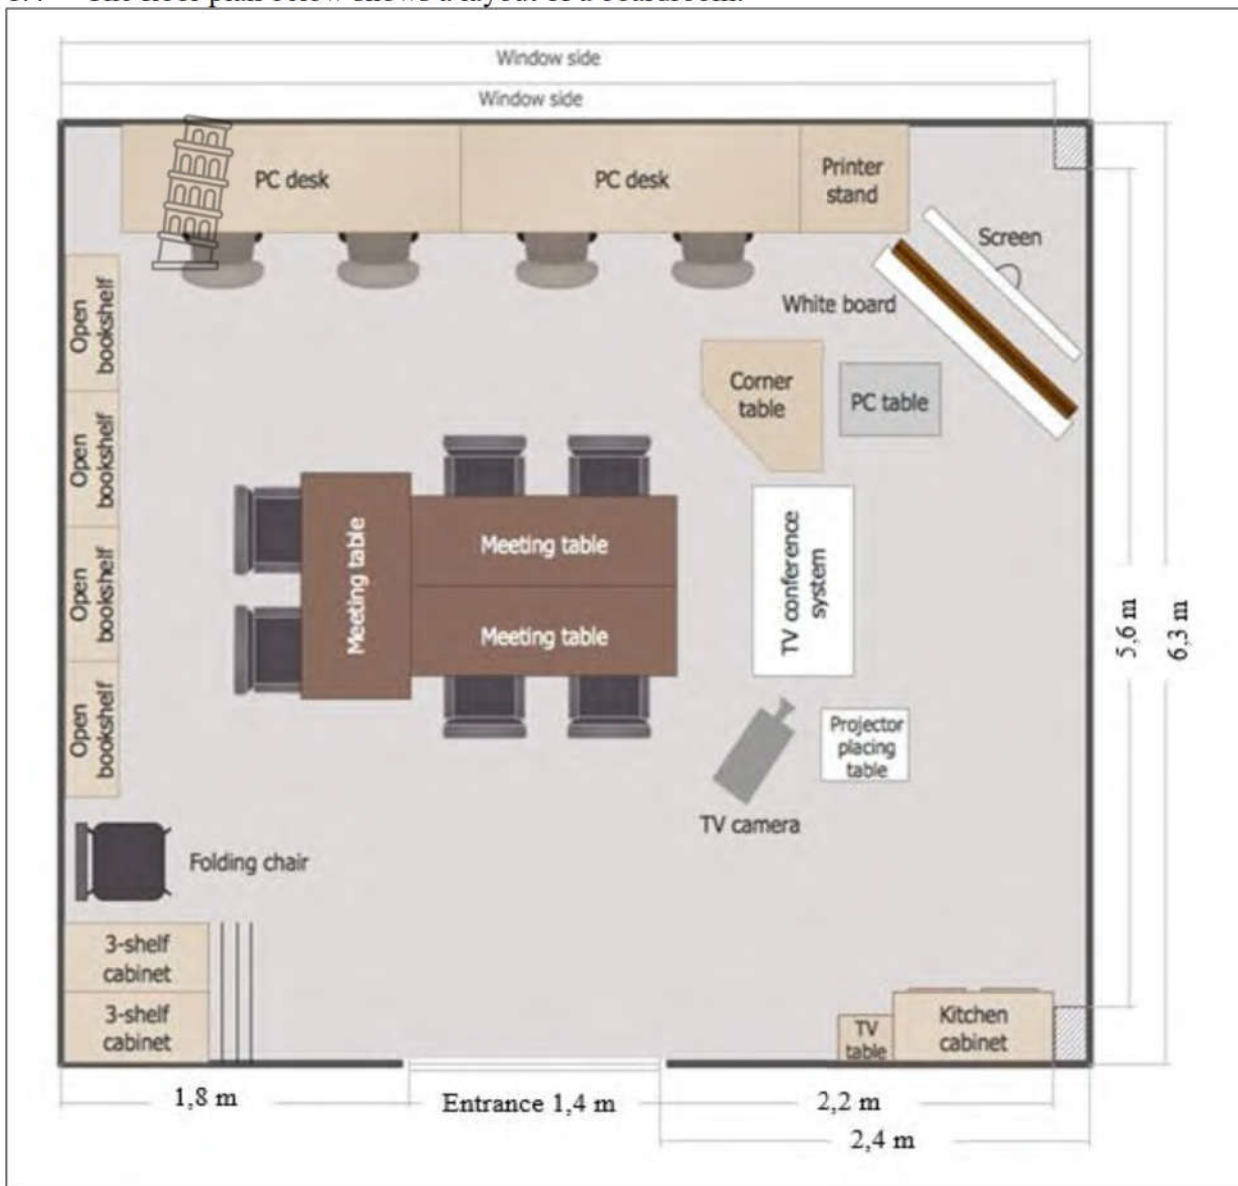 Window side
Window side
PC desk
PC desk
Printer
stand
Screen
White board
Open
bookshelf
Corner
table
PC table
Open
bookshelf
Meeting table
Meeting table
Meeting table
TV conference
system
Open
bookshelf
5,6 m
6,3 m
Open
bookshelf
Projector
placing
table
TV camera
Folding chair
3-shelf
cabinet
3-shelf
cabinet
TV
table
Kitchen
cabinet
1,8 m
Entrance 1,4 m
2,2 m
2,4 m